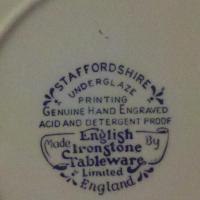 STAFFORDSHIRE
UNDERGLAZE
PRINTING
GENUINE HAND ENGRAVED
ACID AND DETERGENT PROOF
Made English By
Ironstone
Tableware
Limited
England